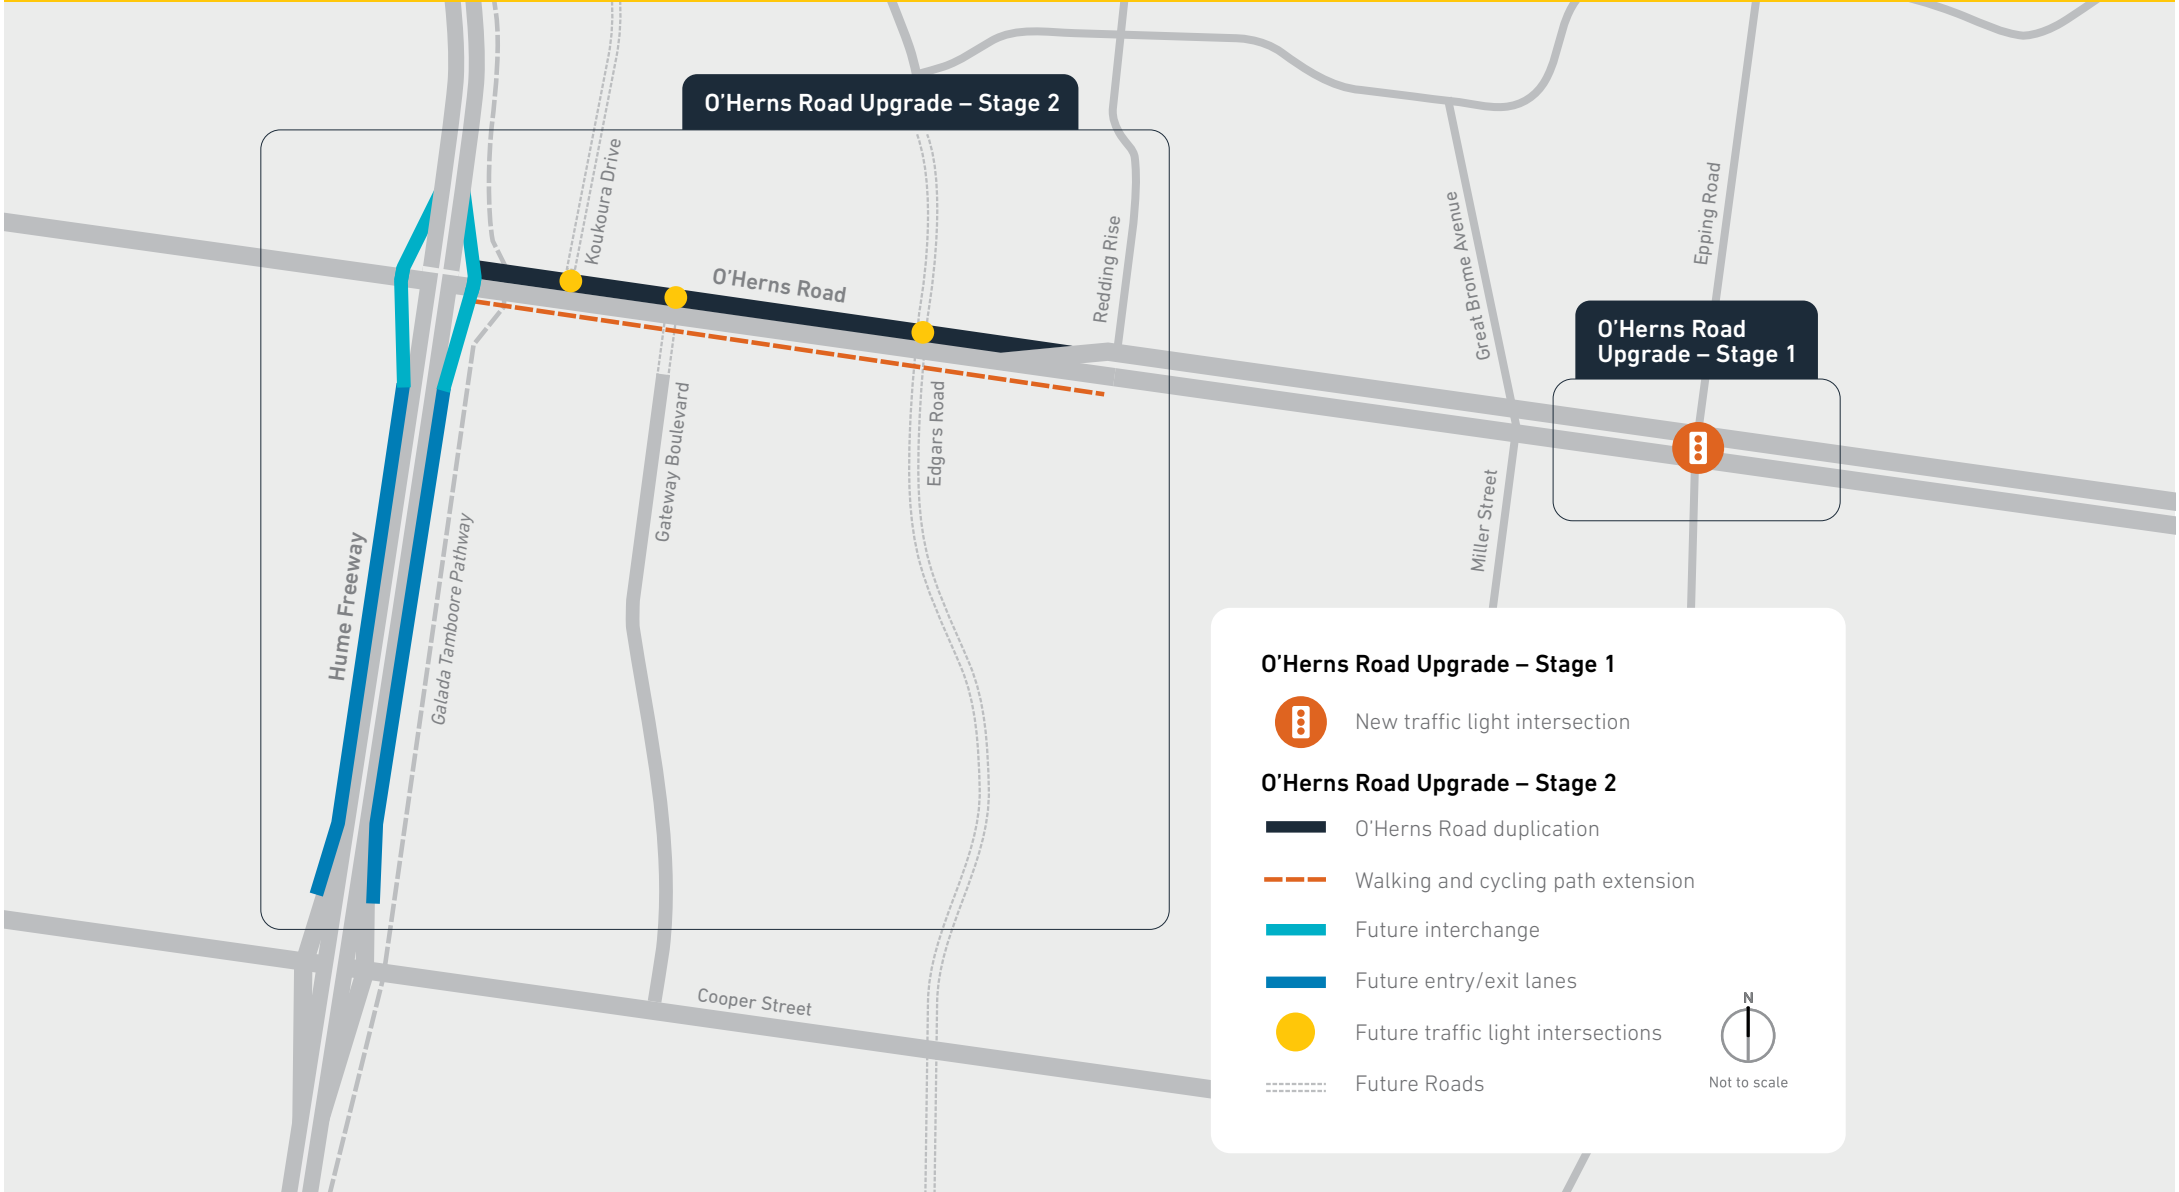 O'Herns Road Upgrade – Stage 2
Koukoura Drive
O'Herns Road
Redding Rise
Great Brome Avenue
Epping Road
O'Herns Road
Upgrade – Stage 1
Hume Freeway
Galada Tamboore Pathway
Gateway Boulevard
Edgars Road
Miller Street
Cooper Street
O'Herns Road Upgrade – Stage 1
New traffic light intersection
O'Herns Road Upgrade – Stage 2
O'Herns Road duplication
Walking and cycling path extension
Future interchange
Future entry/exit lanes
Future traffic light intersections
Future Roads
N
Not to scale